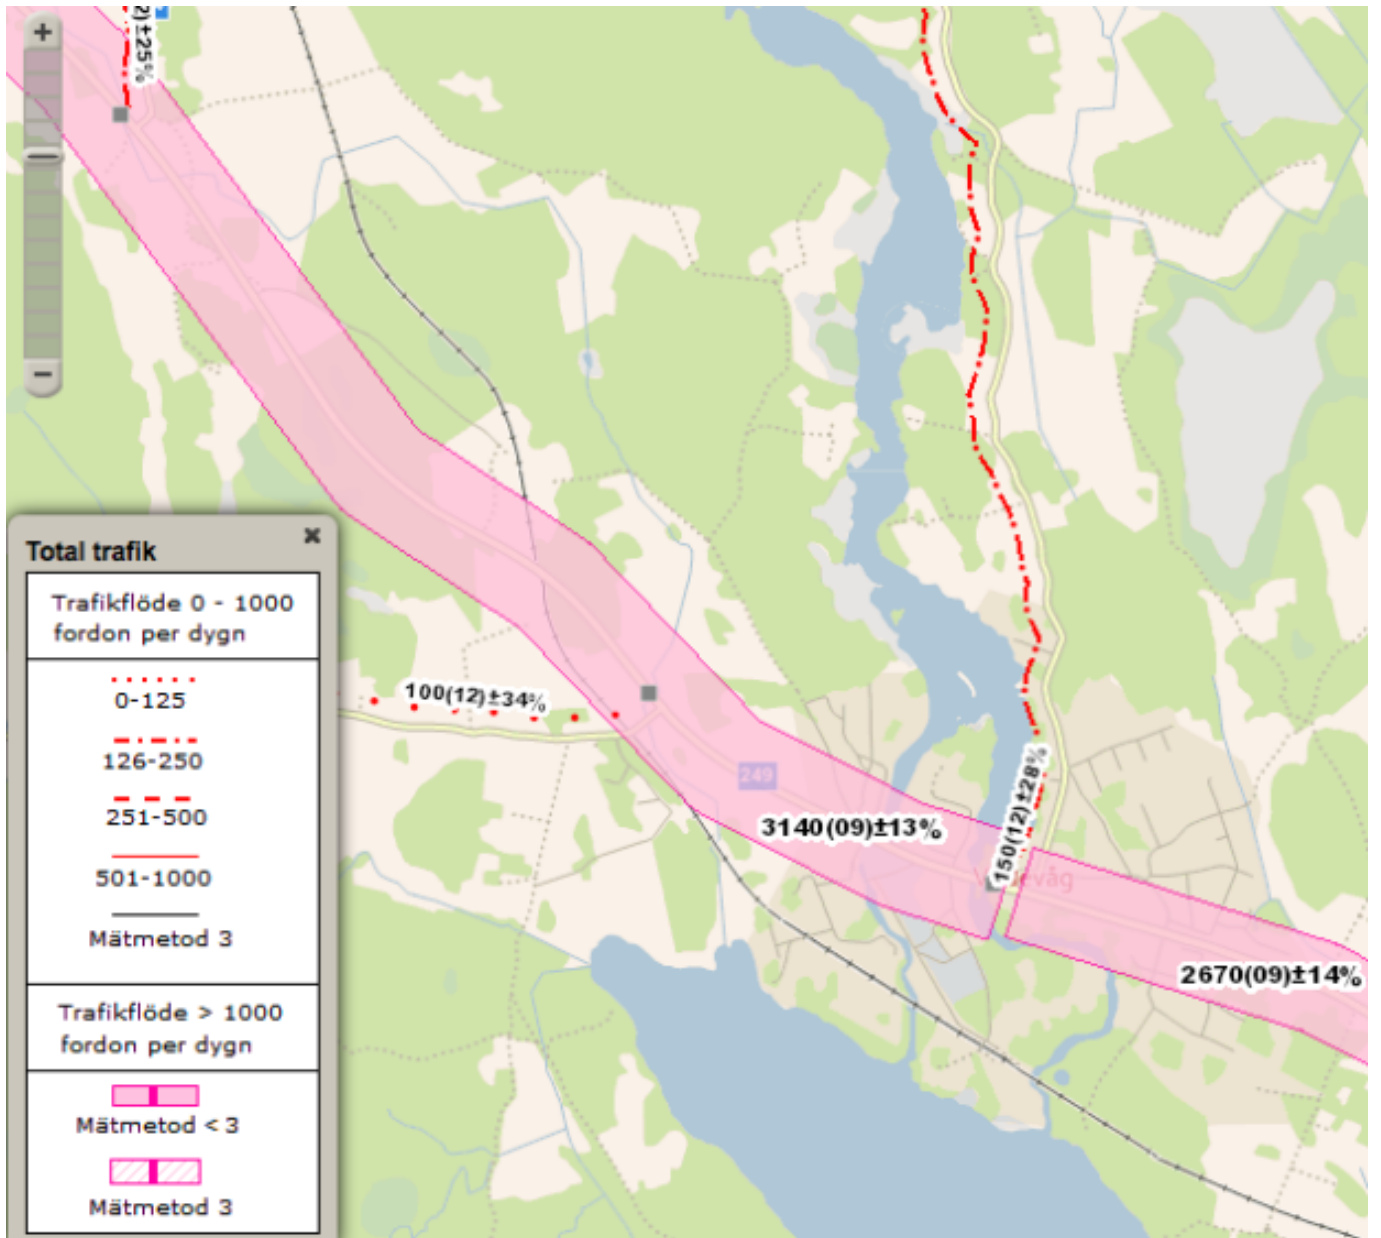 2)±25%
+
−
Total trafik
Trafikflöde 0 - 1000
fordon per dygn
0-125
126-250
251-500
501-1000
Mätmetod 3
Trafikflöde > 1000
fordon per dygn
Mätmetod < 3
Mätmetod 3
100(12)±34%
249
3140(09)±13%
150(12)±28%
2670(09)±14%